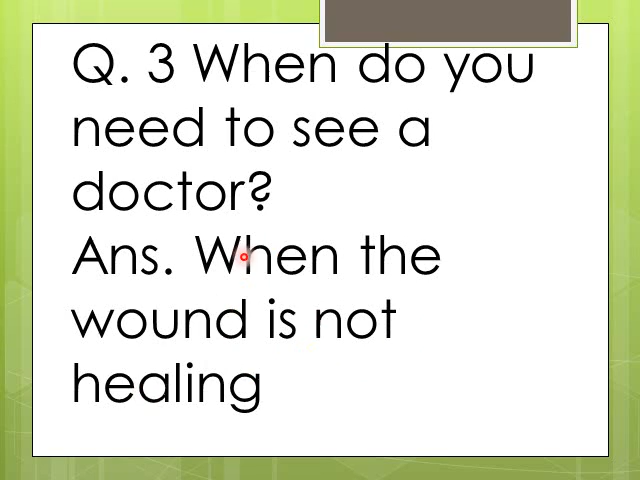 Q. 3 When do you
need to see a
doctor?
Ans. When the
wound is not
healing